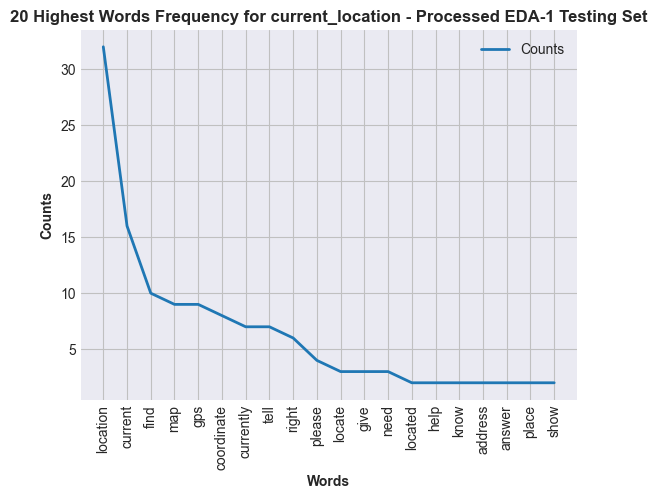 20 Highest Words Frequency for current_location - Processed EDA-1 Testing Set
Counts
30
25
20
15
10
5
Counts
location
current
find
map
gps
coordinate
currently
tell
right
please
locate
give
need
located
help
know
address
answer
place
show
Words